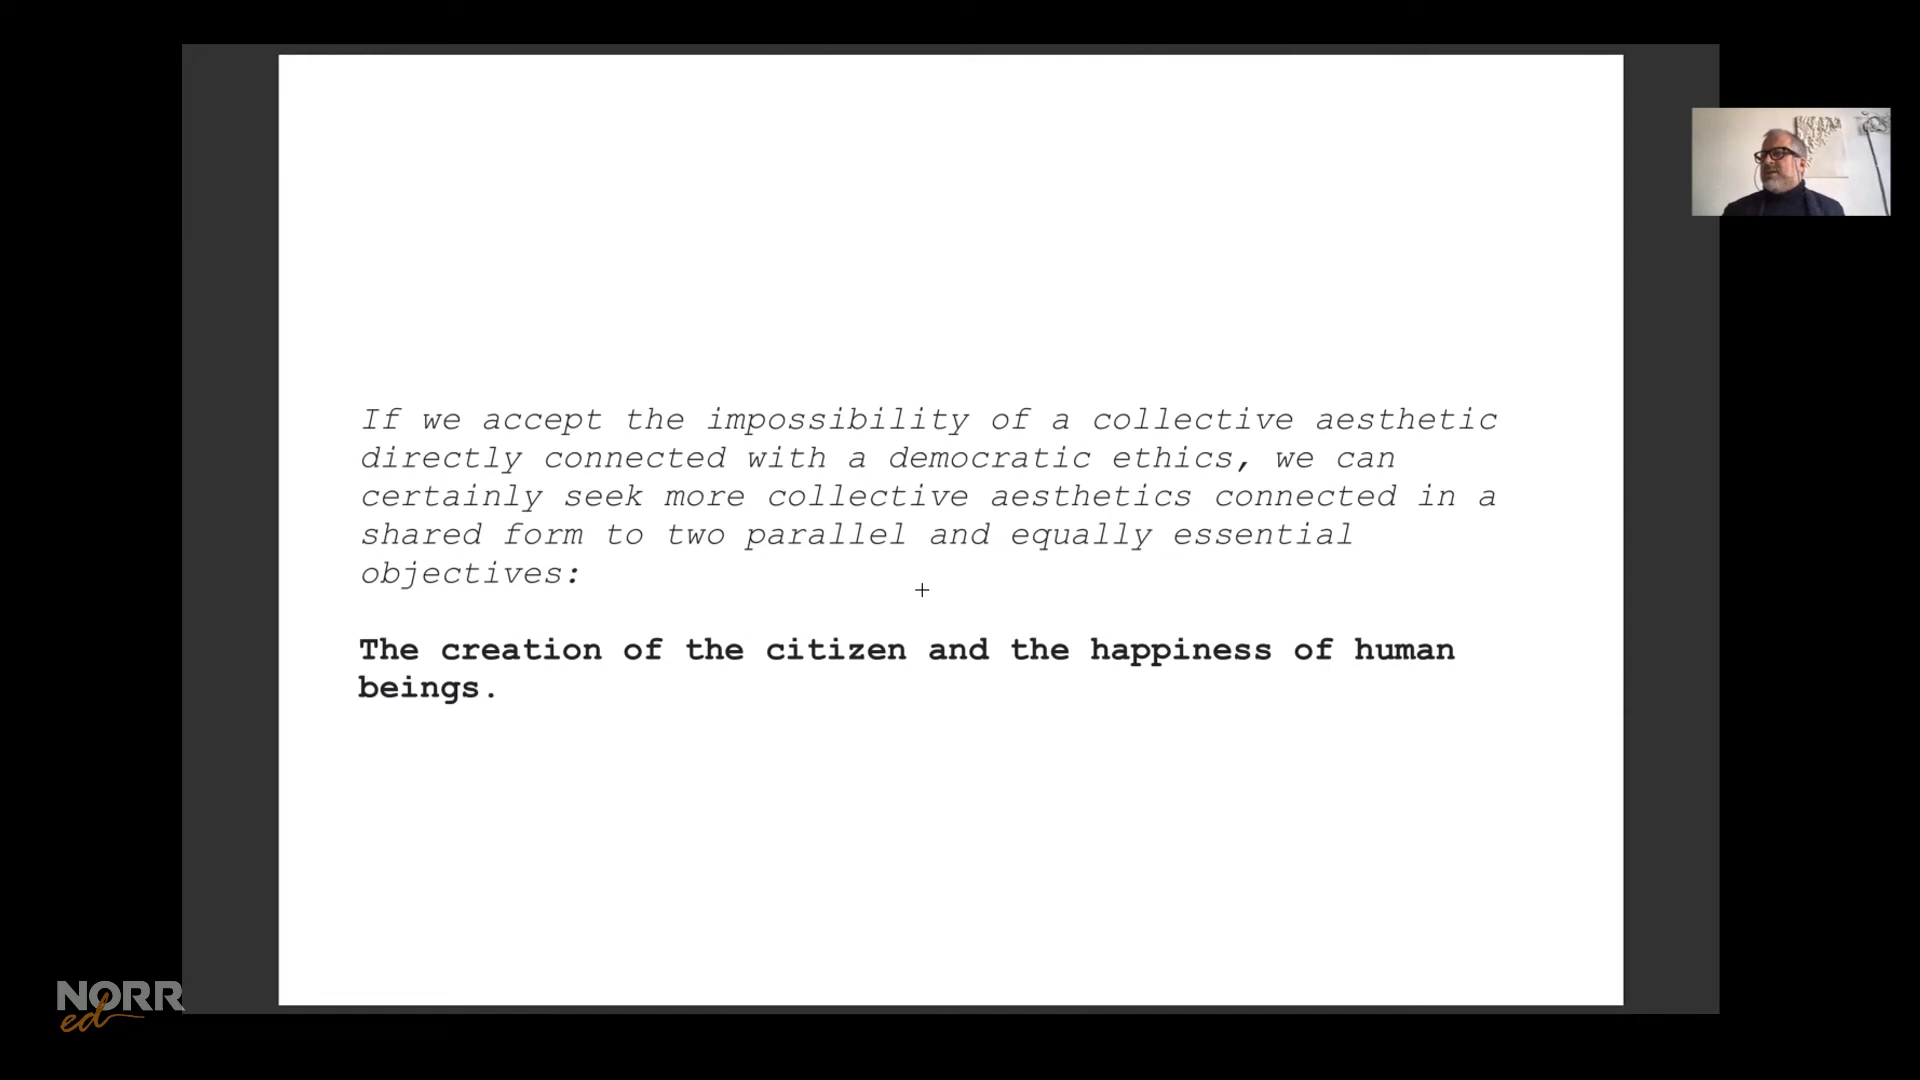 If we accept the impossibility of a collective aesthetic
directly connected with a democratic ethics, we can
certainly seek more collective aesthetics connected in a
shared form to two parallel and equally essential
objectives:
The creation of the citizen and the happiness of human
beings.
NORR
ed